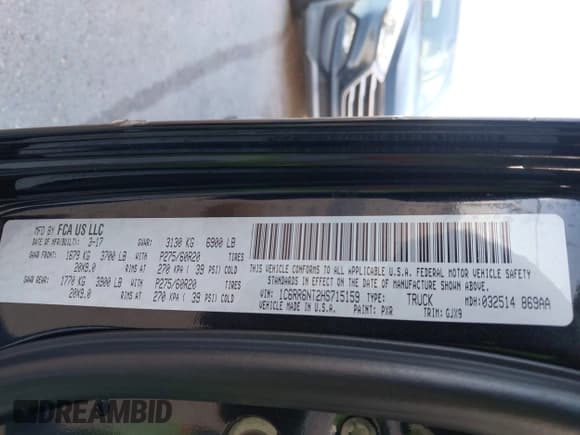 MFD BY FCA US LLC
DATE OF MFR/BUILT: 3-17 GVWR: 3130 KG 6900 LB
GAWR FRONT: 1679 KG 3700 LB WITH P275/60R20 TIRES
20X9.0 RIMS AT 270 KPA ( 39 PSI) COLD
GAWR REAR: 1770 KG 3900 LB WITH P275/60R20 TIRES
20X9.0 RIMS AT 270 KPA ( 39 PSI) COLD
THIS VEHICLE CONFORMS TO ALL APPLICABLE U.S.A. FEDERAL MOTOR VEHICLE SAFETY
STANDARDS IN EFFECT ON THE DATE OF MANUFACTURE SHOWN ABOVE.
VIN: 1C6RR6NT2HS715159 TYPE: TRUCK MDH: 032514 869AA
MADE IN U.S.A. PAINT: PXR TRIM: GJX9
DREAMBID